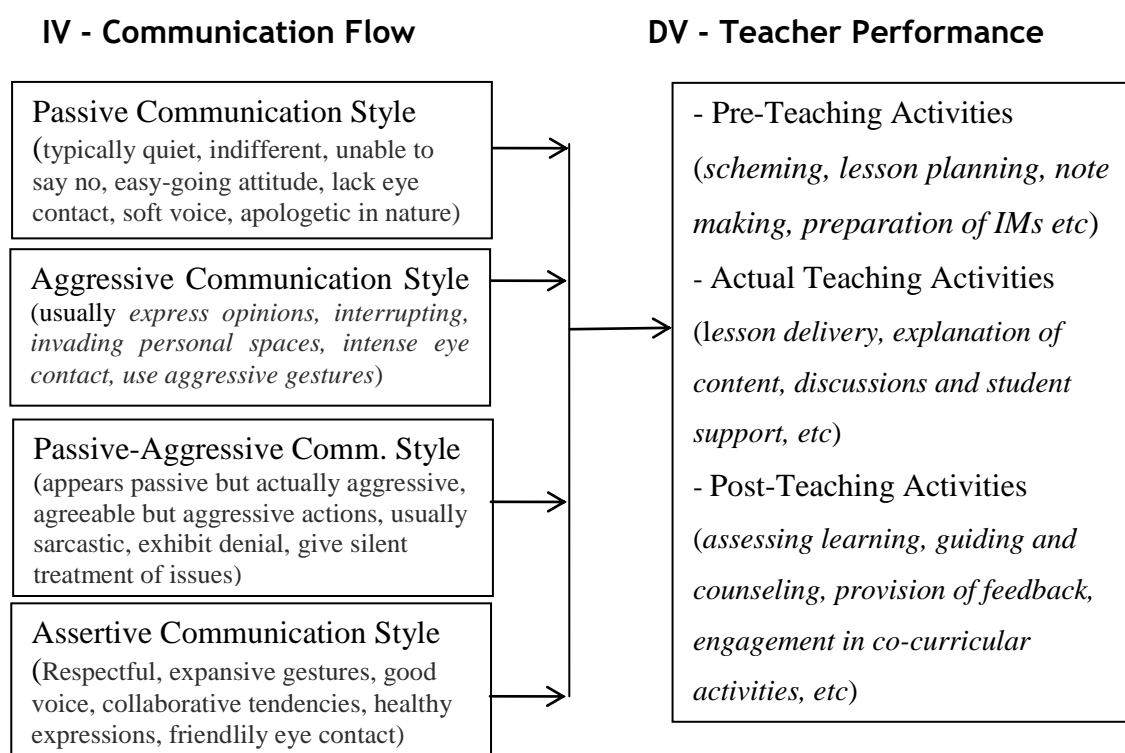 IV - Communication Flow
DV - Teacher Performance
Passive Communication Style
(typically quiet, indifferent, unable to
say no, easy-going attitude, lack eye
contact, soft voice, apologetic in nature)
Aggressive Communication Style
(usually express opinions, interrupting,
invading personal spaces, intense eye
contact, use aggressive gestures)
Passive-Aggressive Comm. Style
(appears passive but actually aggressive,
agreeable but aggressive actions, usually
sarcastic, exhibit denial, give silent
treatment of issues)
Assertive Communication Style
(Respectful, expansive gestures, good
voice, collaborative tendencies, healthy
expressions, friendlily eye contact)
- Pre-Teaching Activities
(scheming, lesson planning, note
making, preparation of IMs etc)
- Actual Teaching Activities
(lesson delivery, explanation of
content, discussions and student
support, etc)
- Post-Teaching Activities
(assessing learning, guiding and
counseling, provision of feedback,
engagement in co-curricular
activities, etc)